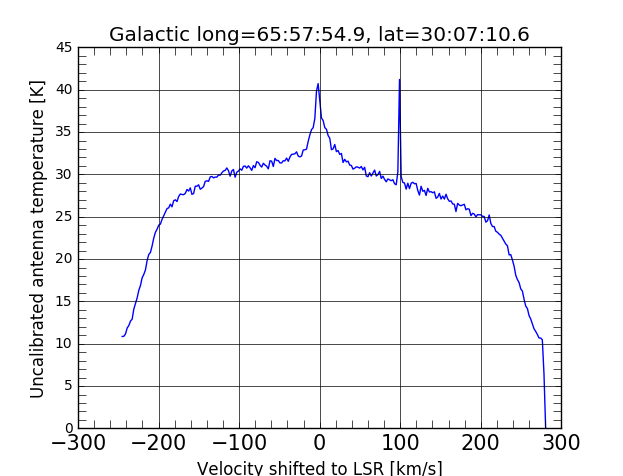 Galactic long=65:57:54.9, lat=30:07:10.6
Uncalibrated antenna temperature [K]
45
40
35
30
25
20
15
10
5
0
−300 −200 −100 0 100 200 300
Velocity shifted to LSR [km/s]